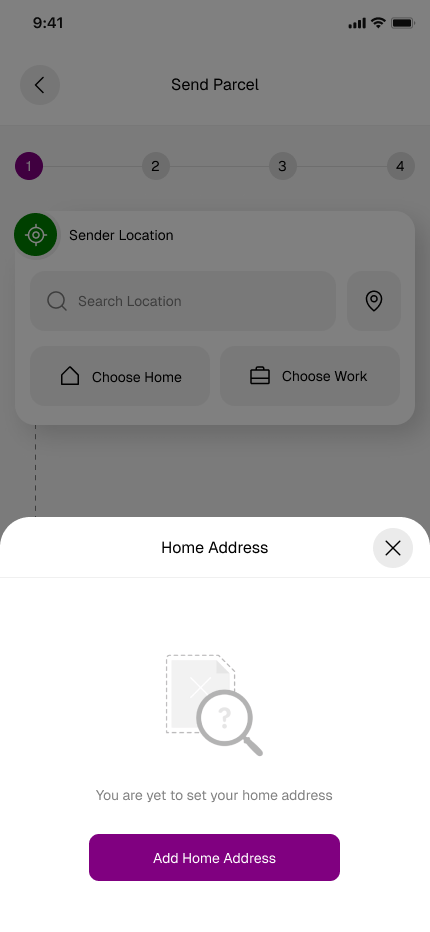 9:41
Send Parcel
1 2 3 4
Sender Location
Search Location
Choose Home Choose Work
Home Address
?
You are yet to set your home address
Add Home Address